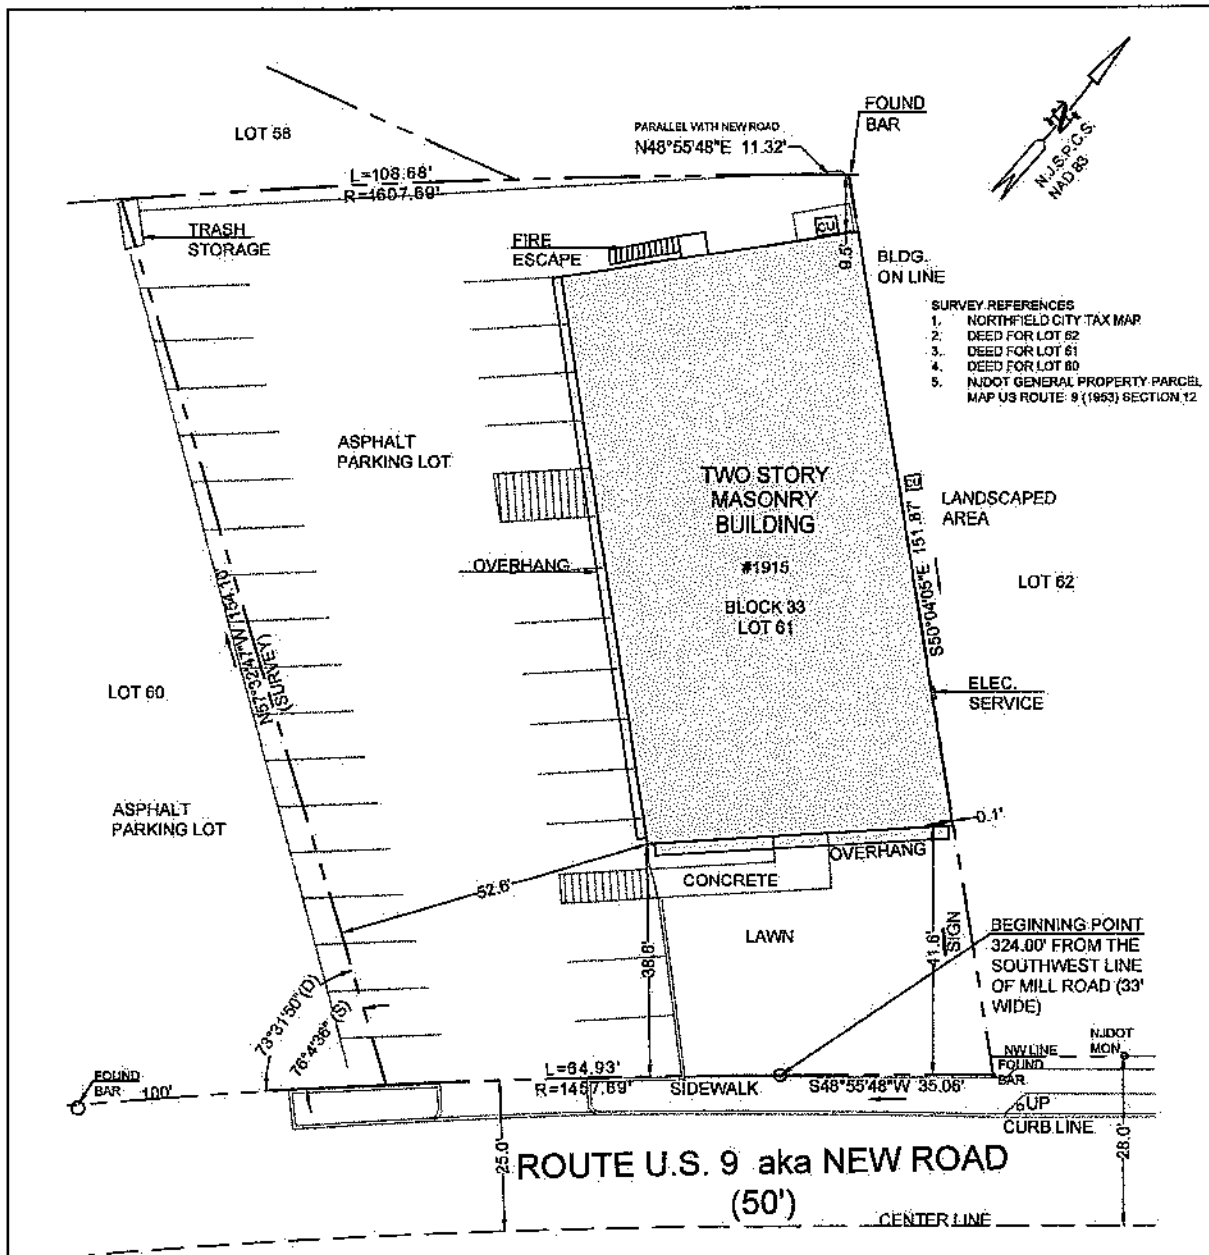 FOUND
BAR
PARALLEL WITH NEW ROAD
N48°55'48"E 11.32'
LOT 58
N.J.S.P.C.S.
NAD 83
L=108.68'
R=1607.69'
TRASH
STORAGE
FIRE
ESCAPE
CU
9.5'
BLDG.
ON LINE
SURVEY REFERENCES
1. NORTHFIELD CITY TAX MAP
2. DEED FOR LOT 62
3. DEED FOR LOT 61
4. DEED FOR LOT 60
5. NJDOT GENERAL PROPERTY PARCEL
MAP US ROUTE 9 (1953) SECTION 12
ASPHALT
PARKING LOT
TWO STORY
MASONRY
BUILDING
#1915
BLOCK 33
LOT 61
LANDSCAPED
AREA
S50°04'05"E 151.87'
OVERHANG
LOT 62
N57°32'47"W 154.10'
(SURVEY)
LOT 60
ELEC.
SERVICE
ASPHALT
PARKING LOT
0.1'
OVERHANG
CONCRETE
52.6'
LAWN
38.8'
41.6'
SIGN
BEGINNING POINT
324.00' FROM THE
SOUTHWEST LINE
OF MILL ROAD (33'
WIDE)
73°31'50" (D)
76°4'36" (S)
NJDOT
MON.
NW LINE
FOUND
BAR
FOUND
BAR
100'
L=64.93'
R=1457.69'
SIDEWALK
S48°55'48"W 35.06'
UP
CURB LINE
25.0'
28.0'
ROUTE U.S. 9 aka NEW ROAD
(50')
CENTER LINE